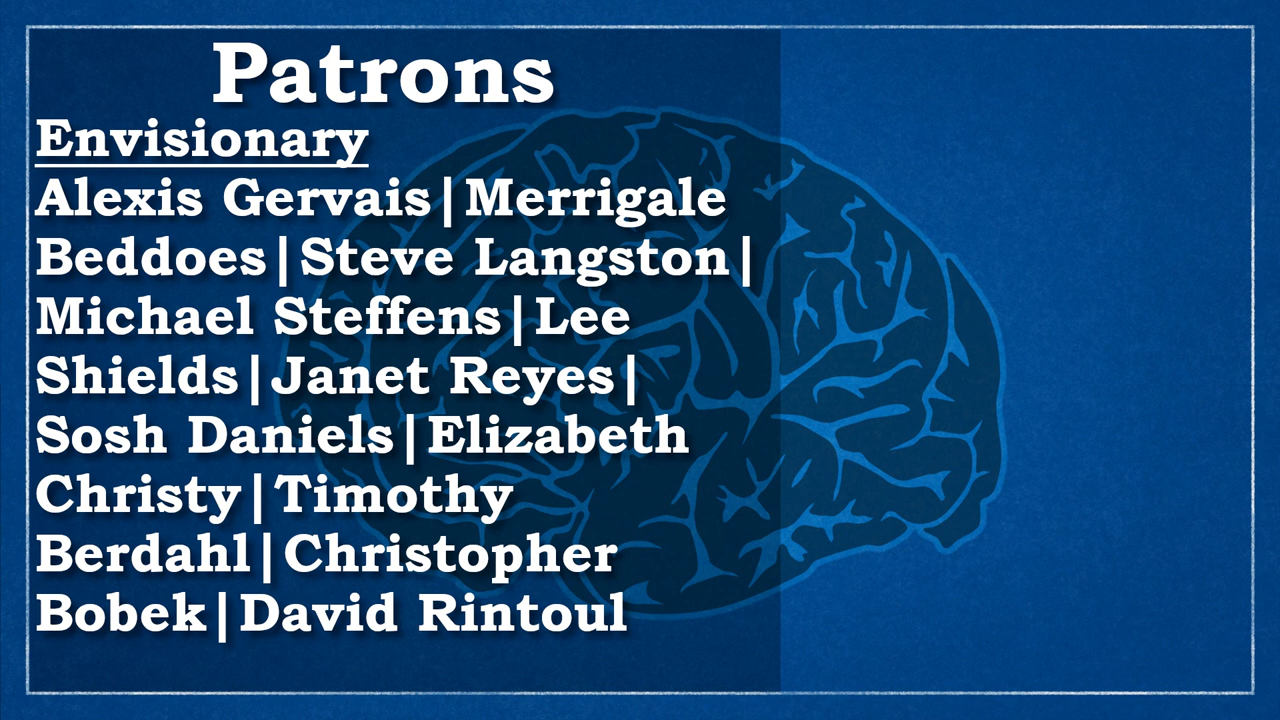 Patrons
Envisionary
Alexis Gervais|Merrigale
Beddoes|Steve Langston|
Michael Steffens|Lee
Shields|Janet Reyes|
Sosh Daniels|Elizabeth
Christy|Timothy
Berdahl|Christopher
Bobek|David Rintoul